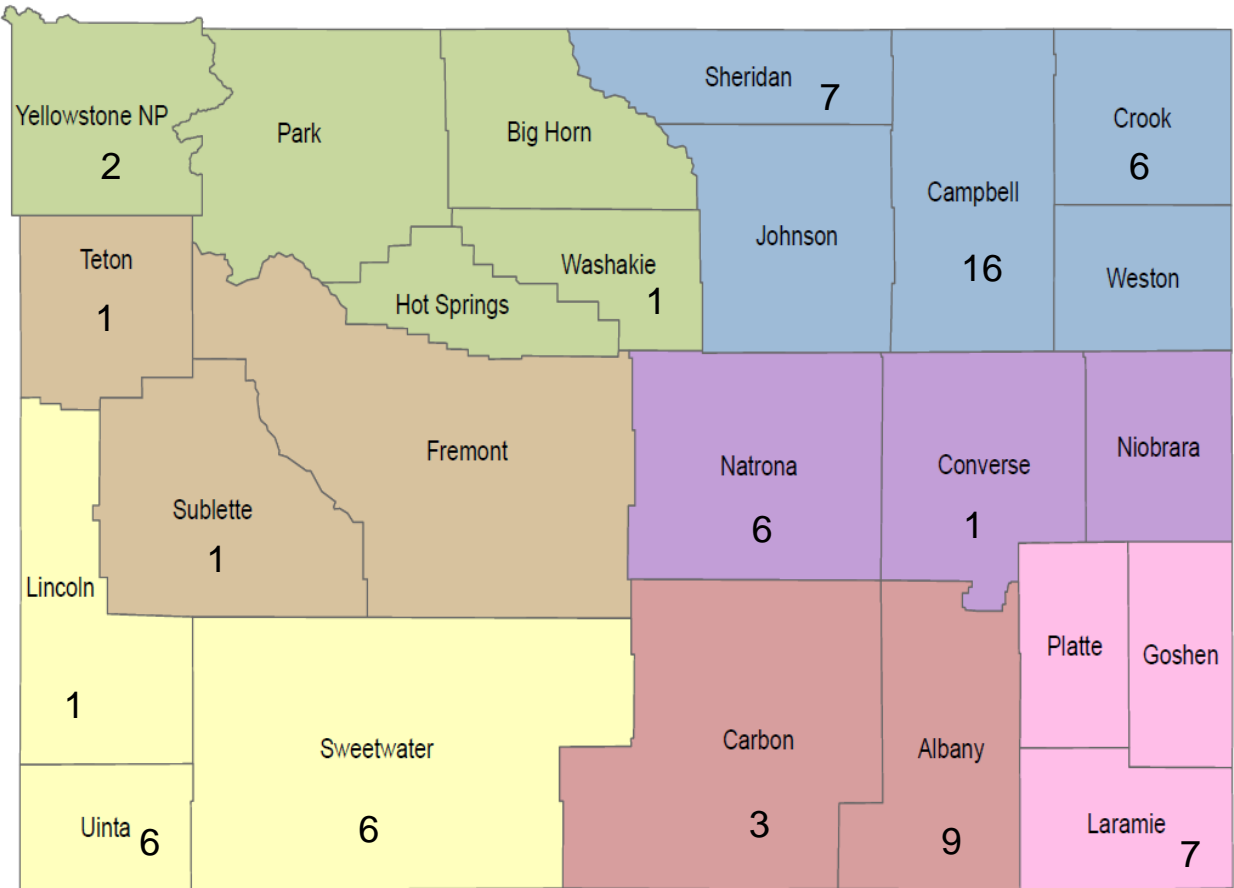 Yellowstone NP
2
Park
Big Horn
Sheridan
7
Crook
6
Campbell
16
Johnson
Weston
Teton
1
Washakie
1
Hot Springs
Fremont
Sublette
1
Natrona
6
Converse
1
Niobrara
Lincoln
1
Platte
Goshen
Sweetwater
6
Carbon
3
Albany
9
Uinta
6
Laramie
7